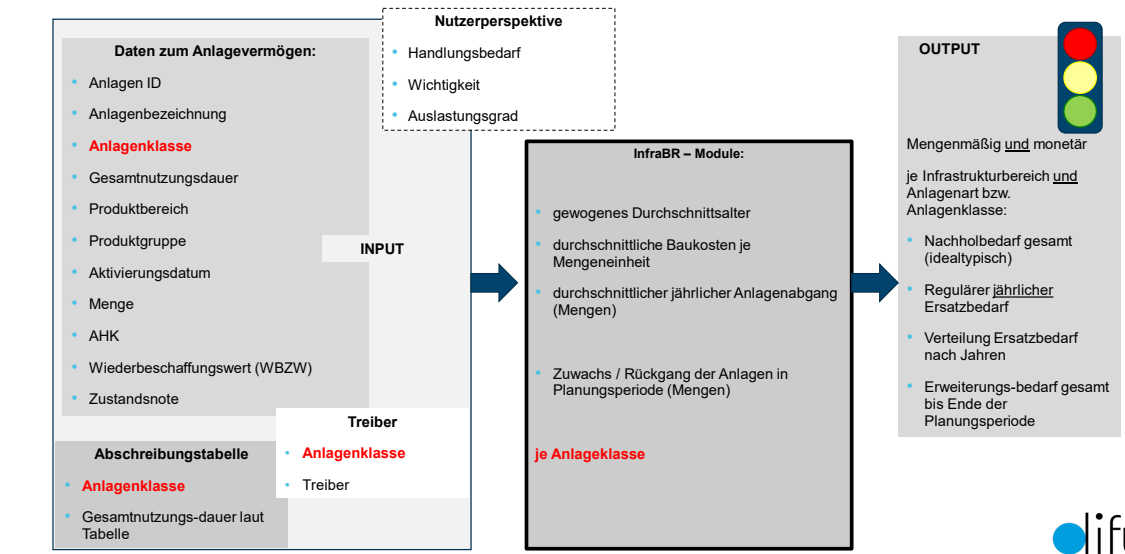 Nutzerperspektive
Handlungsbedarf
Wichtigkeit
Auslastungsgrad
Daten zum Anlagevermögen:
Anlagen ID
Anlagenbezeichnung
Anlagenklasse
Gesamtnutzungsdauer
Produktbereich
Produktgruppe
Aktivierungsdatum
Menge
AHK
Wiederbeschaffungswert (WBZW)
Zustandsnote
INPUT
Treiber
Anlagenklasse
Treiber
Abschreibungstabelle
Anlagenklasse
Gesamtnutzungs-dauer laut
Tabelle
InfraBR – Module:
gewogenes Durchschnittsalter
durchschnittliche Baukosten je
Mengeneinheit
durchschnittlicher jährlicher Anlagenabgang
(Mengen)
Zuwachs / Rückgang der Anlagen in
Planungsperiode (Mengen)
je Anlageklasse
OUTPUT
Mengenmäßig und monetär
je Infrastrukturbereich und
Anlagenart bzw.
Anlagenklasse:
Nachholbedarf gesamt
(idealtypisch)
Regulärer jährlicher
Ersatzbedarf
Verteilung Ersatzbedarf
nach Jahren
Erweiterungs-bedarf gesamt
bis Ende der
Planungsperiode